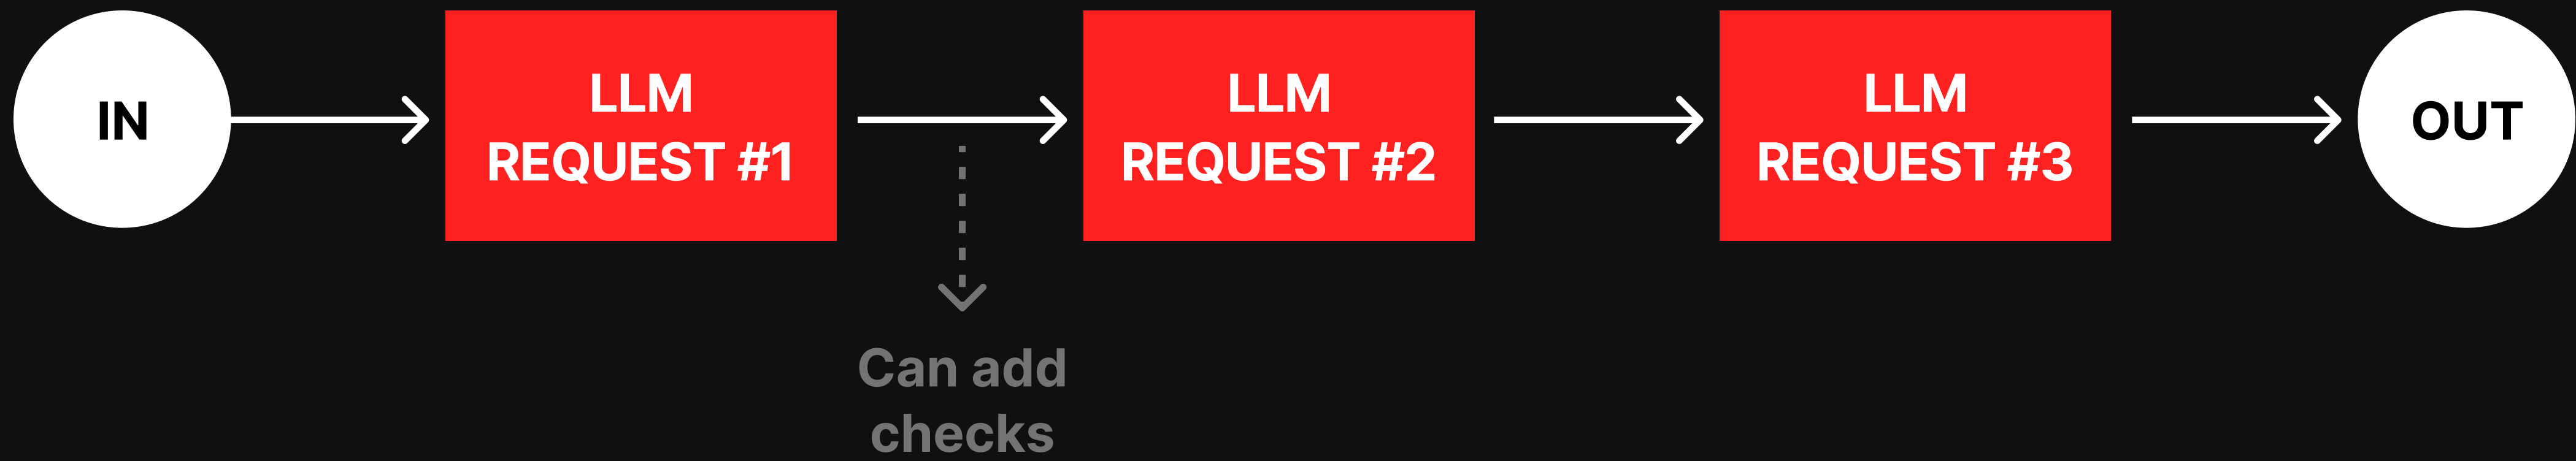 IN
LLM
REQUEST #1
LLM
REQUEST #2
LLM
REQUEST #3
OUT
Can add
checks